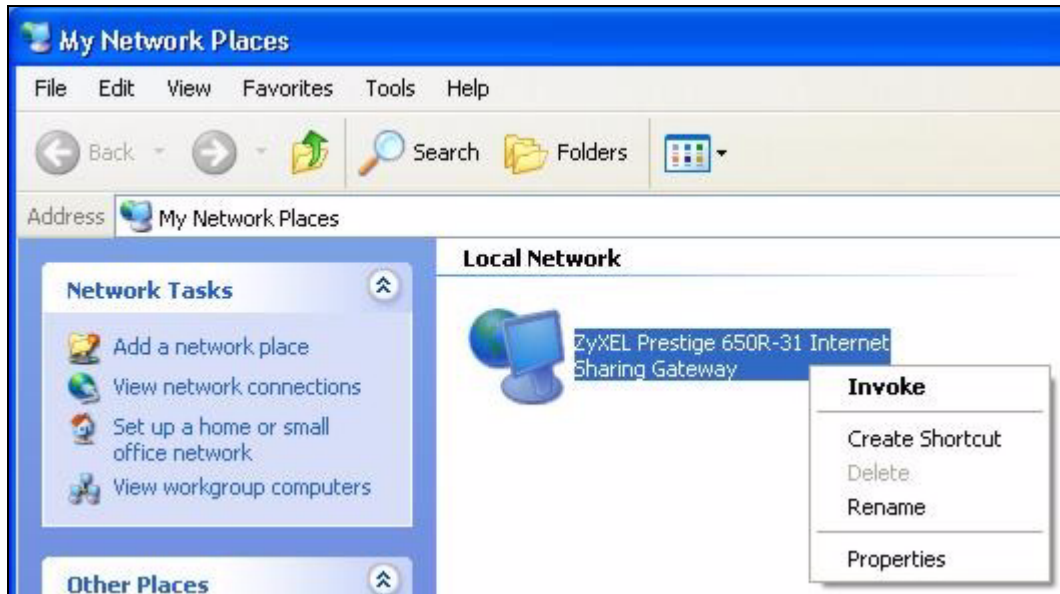 My Network Places
File Edit View Favorites Tools Help
Back Search Folders
Address My Network Places
Network Tasks
Add a network place
View network connections
Set up a home or small
office network
View workgroup computers
Other Places
Local Network
ZyXEL Prestige 650R-31 Internet
Sharing Gateway
Invoke
Create Shortcut
Delete
Rename
Properties